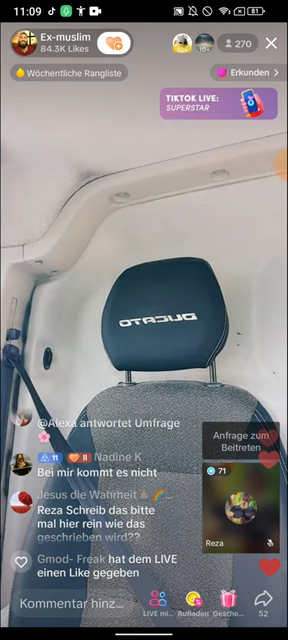 11:09
81
Ex-muslim
84.3K Likes
10+
270
Wöchentliche Rangliste
Erkunden >
TIKTOK LIVE:
SUPERSTAR
DUCATO
@Alexa antwortet Umfrage
🌸
11 II Nadine K
Bei mir kommt es nicht
Anfrage zum
Beitreten
71
Jesus die Wahrheit
Reza Schreib das bitte
mal hier rein wie das
geschrieben wird??
Reza
Gmod- Freak hat dem LIVE
einen Like gegeben
Kommentar hinz...
LIVE mi...
Aufladen
Gesche...
52